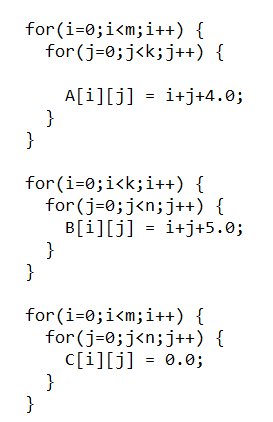 for(i=0;i<m;i++) {
  for(j=0;j<k;j++) {

    A[i][j] = i+j+4.0;
  }
}

for(i=0;i<k;i++) {
  for(j=0;j<n;j++) {
    B[i][j] = i+j+5.0;
  }
}

for(i=0;i<m;i++) {
  for(j=0;j<n;j++) {
    C[i][j] = 0.0;
  }
}